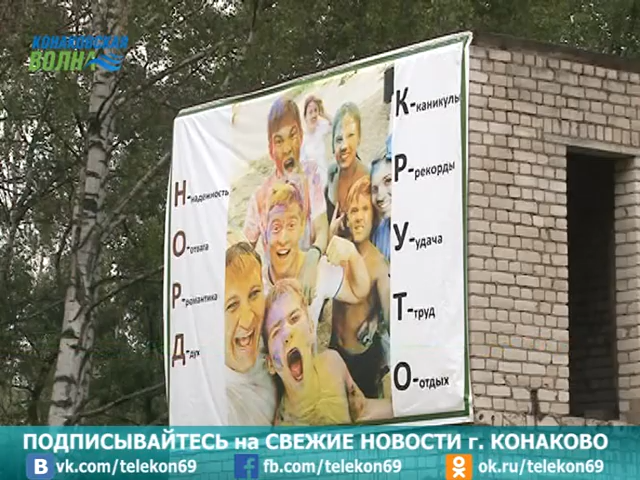 КОНАКОВСКАЯ
ВОЛНА
Н-надежность
О-отвага
Р-романтика
Д-дух
К-каникулы
Р-рекорды
У-удача
Т-труд
О-отдых
ПОДПИСЫВАЙТЕСЬ на СВЕЖИЕ НОВОСТИ г. КОНАКОВО
vk.com/telekon69
fb.com/telekon69
ok.ru/telekon69